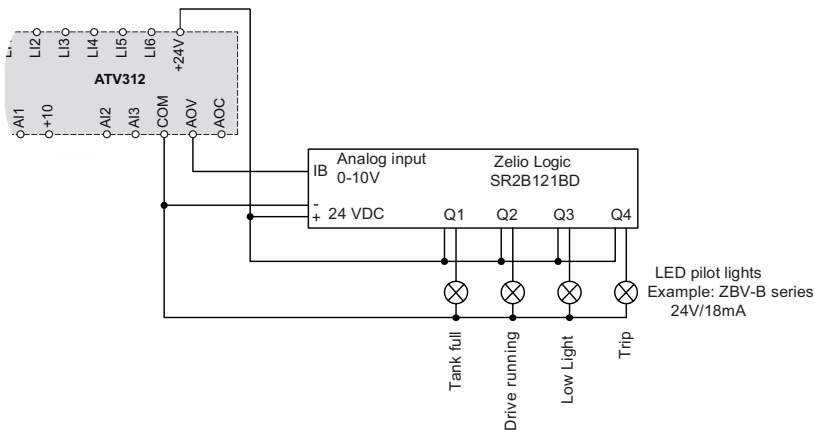 LI2
LI3
LI4
LI5
LI6
+24V
ATV312
AI1
+10
AI2
AI3
COM
AOV
AOC
IB
Analog input
0-10V
Zelio Logic
SR2B121BD
-
+ 24 VDC
Q1
Q2
Q3
Q4
LED pilot lights
Example: ZBV-B series
24V/18mA
Tank full
Drive running
Low Light
Trip